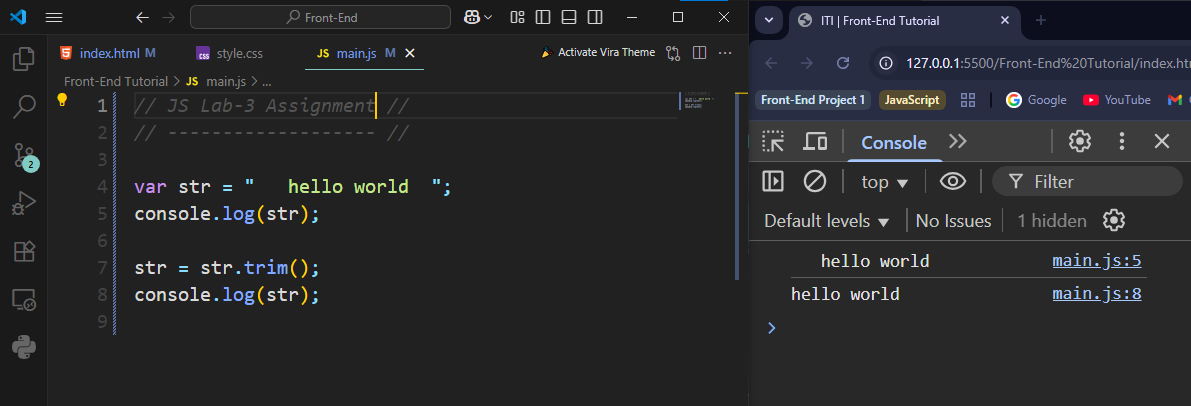 Front-End
index.html M
style.css
JS main.js M
Activate Vira Theme
Front-End Tutorial > JS main.js > ...
1 // JS Lab-3 Assignment //
2 // ------------------- //
3
4 var str = "   hello world  ";
5 console.log(str);
6
7 str = str.trim();
8 console.log(str);
9
2
ITI | Front-End Tutorial
127.0.0.1:5500/Front-End%20Tutorial/index.ht
Front-End Project 1 JavaScript Google YouTube
Console
top Filter
Default levels No Issues 1 hidden
   hello world main.js:5
hello world main.js:8